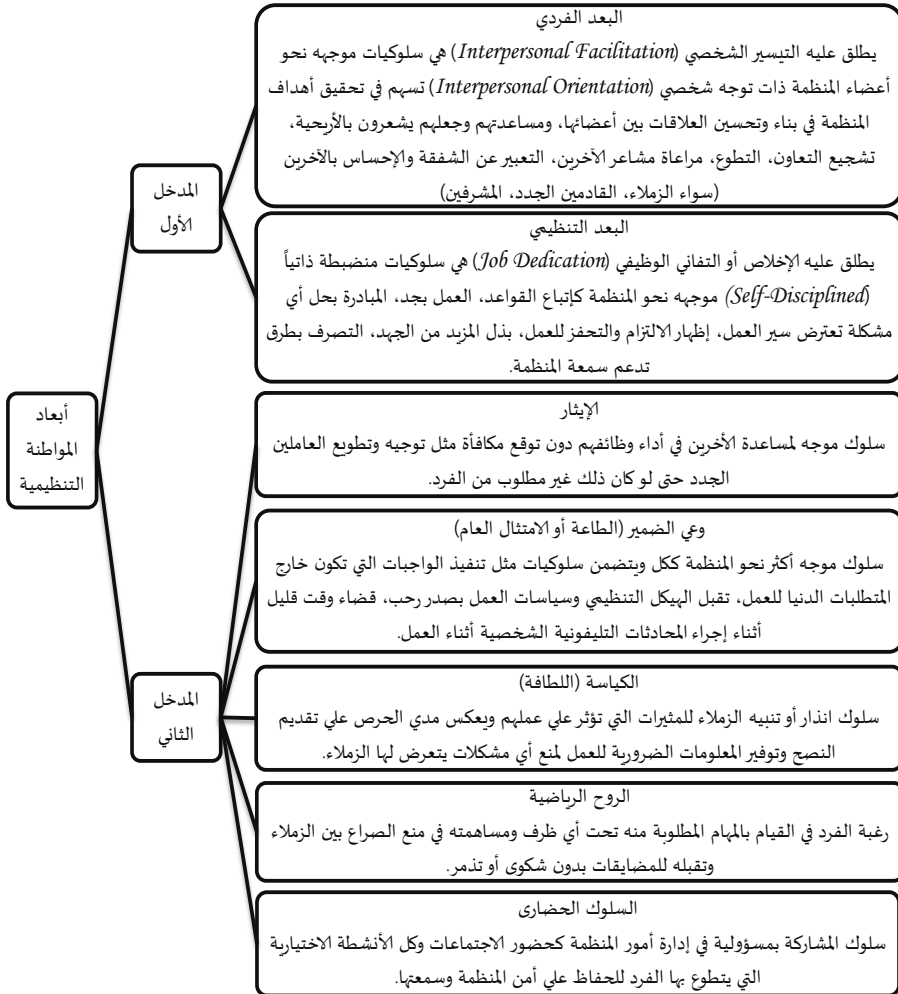 أبعاد
المواطنة
التنظيمية
المدخل
الأول
البعد الفردي
يطلق عليه التيسير الشخصي (Interpersonal Facilitation) هي سلوكيات موجهه نحو
أعضاء المنظمة ذات توجه شخصي (Interpersonal Orientation) تسهم في تحقيق أهداف
المنظمة في بناء وتحسين العلاقات بين أعضائها، ومساعدتهم وجعلهم يشعرون بالأريحية،
تشجيع التعاون، التطوع، مراعاة مشاعر الآخرين، التعبير عن الشفقة والإحساس بالآخرين
(سواء الزملاء، القادمين الجدد، المشرفين)
البعد التنظيمي
يطلق عليه الإخلاص أو التفاني الوظيفي (Job Dedication) هي سلوكيات منضبطة ذاتياً
(Self-Disciplined) موجهه نحو المنظمة كإتباع القواعد، العمل بجد، المبادرة بحل أي
مشكلة تعترض سير العمل، إظهار الالتزام والتحفز للعمل، بذل المزيد من الجهد، التصرف بطرق
تدعم سمعة المنظمة.
المدخل
الثاني
الإيثار
سلوك موجه لمساعدة الأخرين في أداء وظائفهم دون توقع مكافأة مثل توجيه وتطويع العاملين
الجدد حتى لو كان ذلك غير مطلوب من الفرد.
وعي الضمير (الطاعة أو الامتثال العام)
سلوك موجه أكثر نحو المنظمة ككل ويتضمن سلوكيات مثل تنفيذ الواجبات التي تكون خارج
المتطلبات الدنيا للعمل، تقبل الهيكل التنظيمي وسياسات العمل بصدر رحب، قضاء وقت قليل
أثناء إجراء المحادثات التليفونية الشخصية أثناء العمل.
الكياسة (اللطافة)
سلوك انذار أو تنبيه الزملاء للمثيرات التي تؤثر علي عملهم ويعكس مدي الحرص علي تقديم
النصح وتوفير المعلومات الضرورية للعمل لمنع أي مشكلات يتعرض لها الزملاء.
الروح الرياضية
رغبة الفرد في القيام بالمهام المطلوبة منه تحت أي ظرف ومساهمته في منع الصراع بين الزملاء
وتقبله للمضايقات بدون شكوى أو تذمر.
السلوك الحضارى
سلوك المشاركة بمسؤولية في إدارة أمور المنظمة كحضور الاجتماعات وكل الأنشطة الاختيارية
التي يتطوع بها الفرد للحفاظ علي أمن المنظمة وسمعتها.